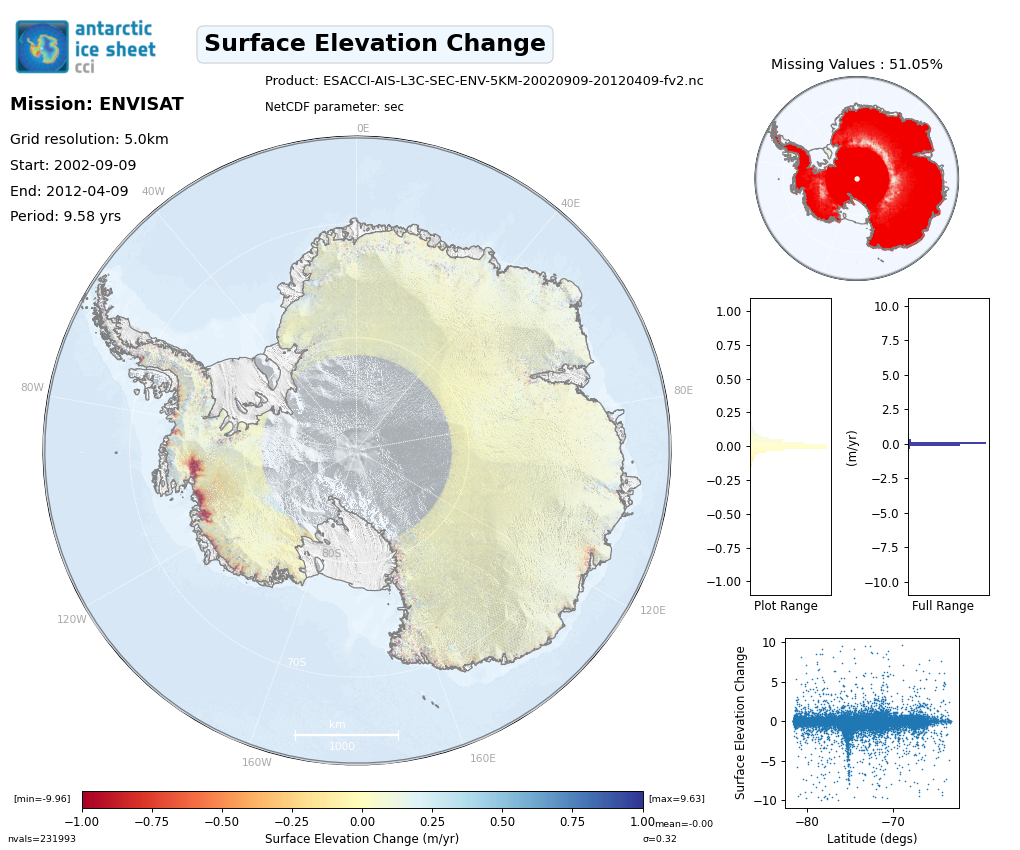 antarctic
ice sheet
cci
Surface Elevation Change
Product: ESACCI-AIS-L3C-SEC-ENV-5KM-20020909-20120409-fv2.nc
NetCDF parameter: sec
Mission: ENVISAT
Grid resolution: 5.0km
Start: 2002-09-09
End: 2012-04-09
Period: 9.58 yrs
0E
40W
40E
80W
80E
120W
120E
160W
160E
80S
70S
km
1000
Missing Values : 51.05%
1.00
0.75
0.50
0.25
0.00
−0.25
−0.50
−0.75
−1.00
Plot Range
(m/yr)
10.0
7.5
5.0
2.5
0.0
−2.5
−5.0
−7.5
−10.0
Full Range
Surface Elevation Change
10
5
0
−5
−10
−80 −70
Latitude (degs)
[min=-9.96] [max=9.63]
−1.00 −0.75 −0.50 −0.25 0.00 0.25 0.50 0.75 1.00 mean=-0.00
nvals=231993 Surface Elevation Change (m/yr) σ=0.32